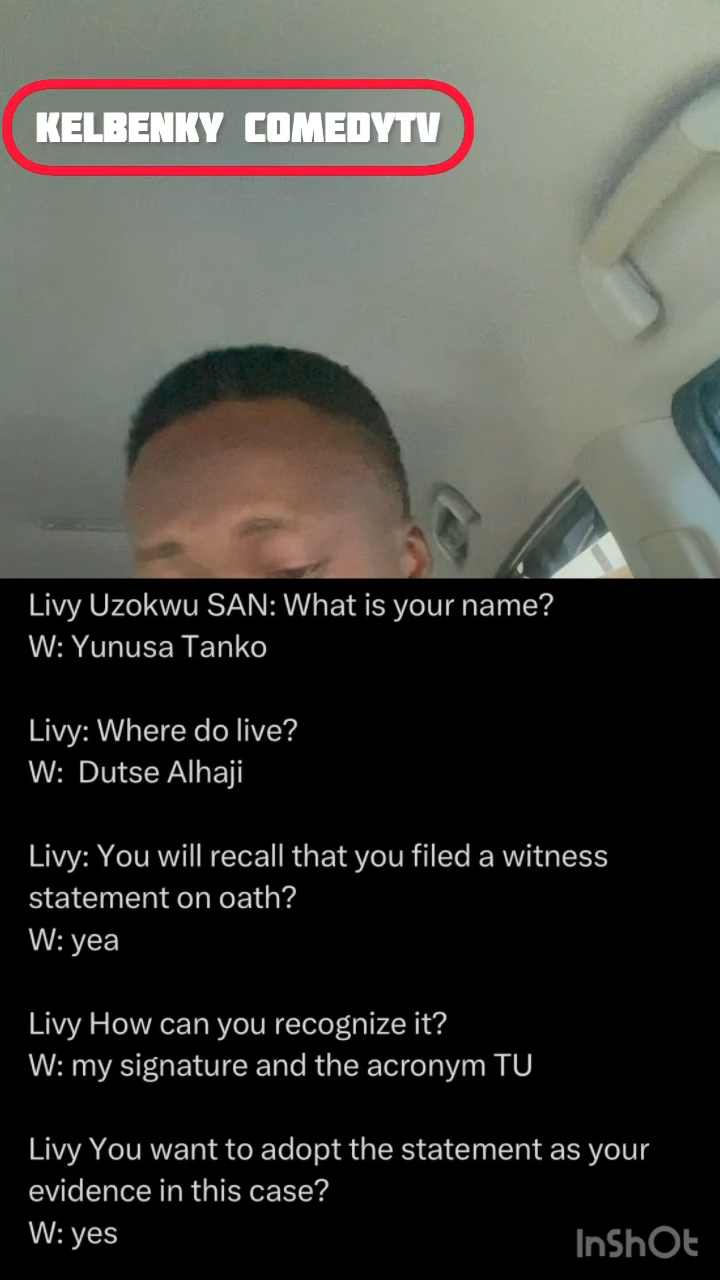 KELBENKY COMEDYTV
Livy Uzokwu SAN: What is your name?
W: Yunusa Tanko
Livy: Where do live?
W: Dutse Alhaji
Livy: You will recall that you filed a witness
statement on oath?
W: yea
Livy How can you recognize it?
W: my signature and the acronym TU
Livy You want to adopt the statement as your
evidence in this case?
W: yes
InShOt